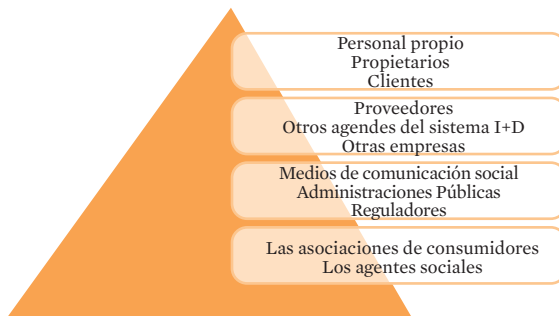 Personal propio
Propietarios
Clientes
Proveedores
Otros agendes del sistema I+D
Otras empresas
Medios de comunicación social
Administraciones Públicas
Reguladores
Las asociaciones de consumidores
Los agentes sociales